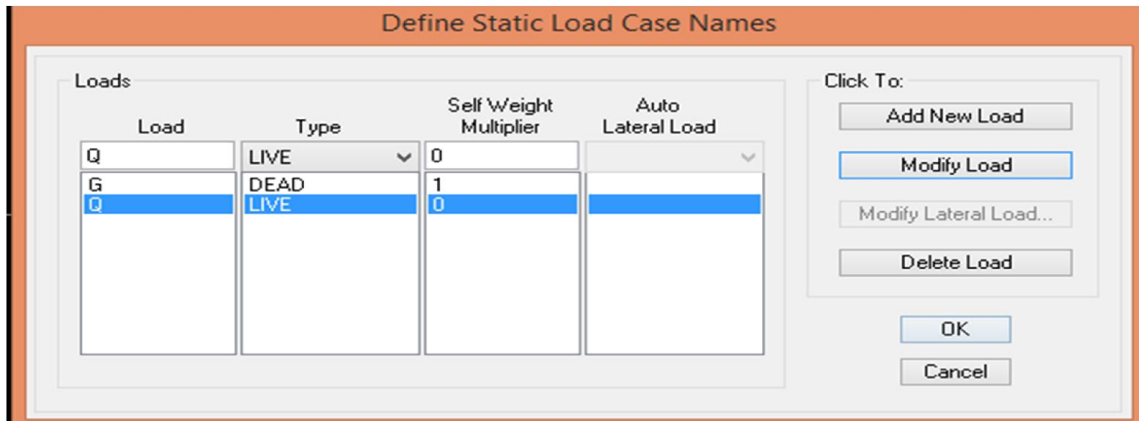 Define Static Load Case Names
Loads
Click To:
Load Type Self Weight Multiplier Auto Lateral Load
Q LIVE 0
G DEAD 1
Q LIVE 0
Add New Load
Modify Load
Modify Lateral Load...
Delete Load
OK
Cancel